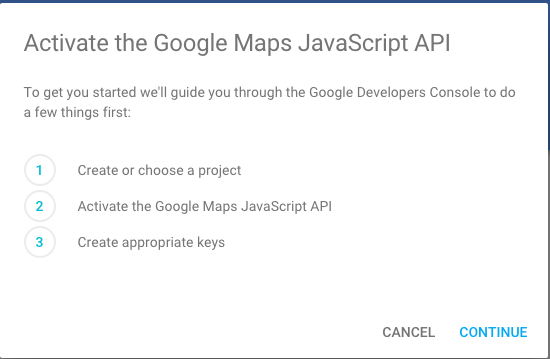 Activate the Google Maps JavaScript API
To get you started we'll guide you through the Google Developers Console to do
a few things first:
1 Create or choose a project
2 Activate the Google Maps JavaScript API
3 Create appropriate keys
CANCEL CONTINUE